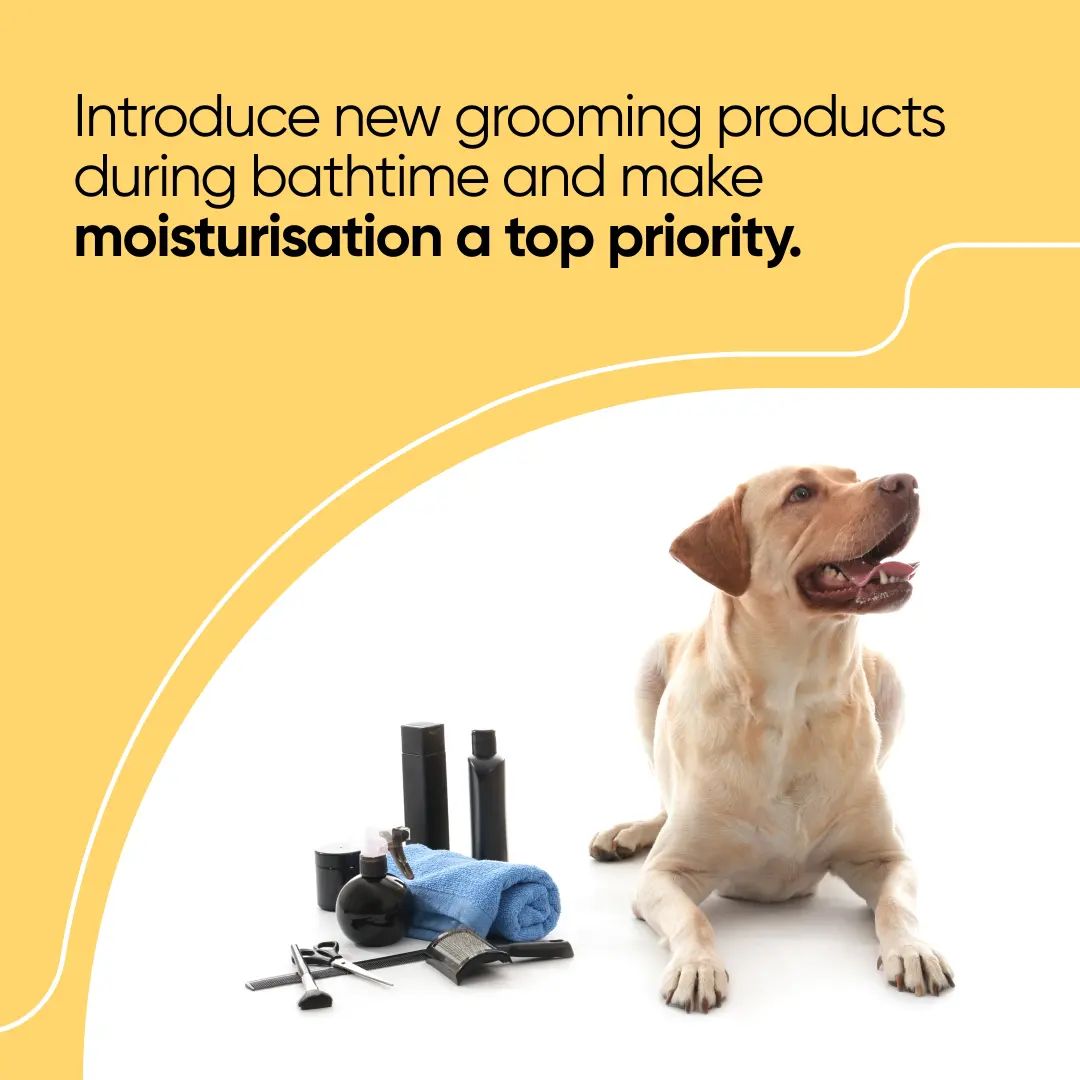 Introduce new grooming products
during bathtime and make
moisturisation a top priority.